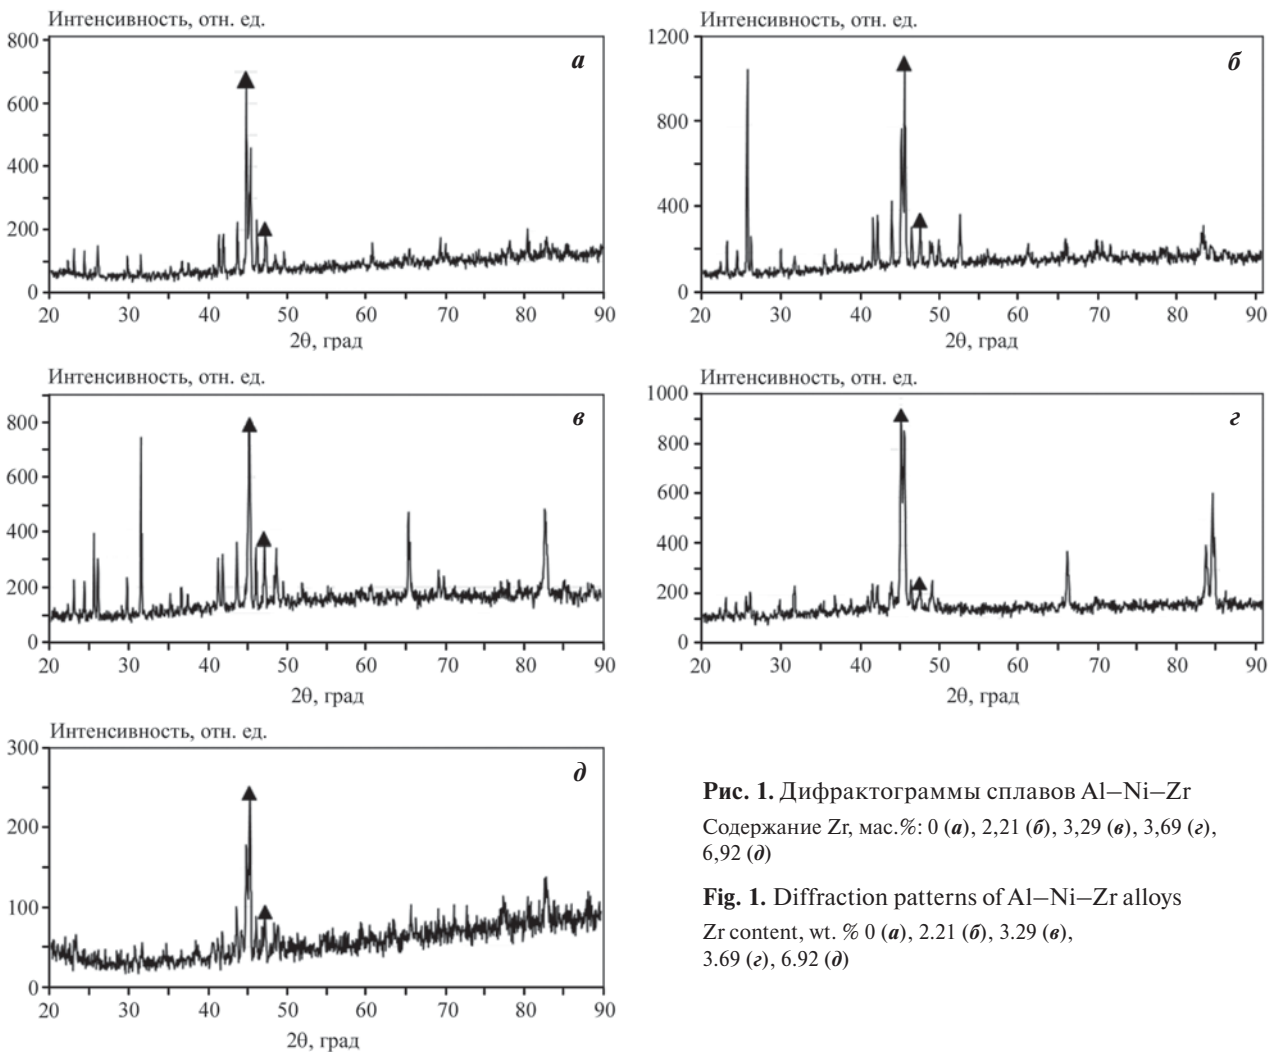 Интенсивность, отн. ед.
800
600
400
200
0
а
20 30 40 50 60 70 80 90
2θ, град
Интенсивность, отн. ед.
1200
800
400
0
б
20 30 40 50 60 70 80 90
2θ, град
Интенсивность, отн. ед.
800
600
400
200
0
в
20 30 40 50 60 70 80 90
2θ, град
Интенсивность, отн. ед.
1000
800
600
400
200
0
г
20 30 40 50 60 70 80 90
2θ, град
Интенсивность, отн. ед.
300
200
100
0
д
20 30 40 50 60 70 80 90
2θ, град
Рис. 1. Дифрактограммы сплавов Al–Ni–Zr
Содержание Zr, мас.%: 0 (а), 2,21 (б), 3,29 (в), 3,69 (г),
6,92 (д)
Fig. 1. Diffraction patterns of Al–Ni–Zr alloys
Zr content, wt. % 0 (а), 2.21 (б), 3.29 (в),
3.69 (г), 6.92 (д)